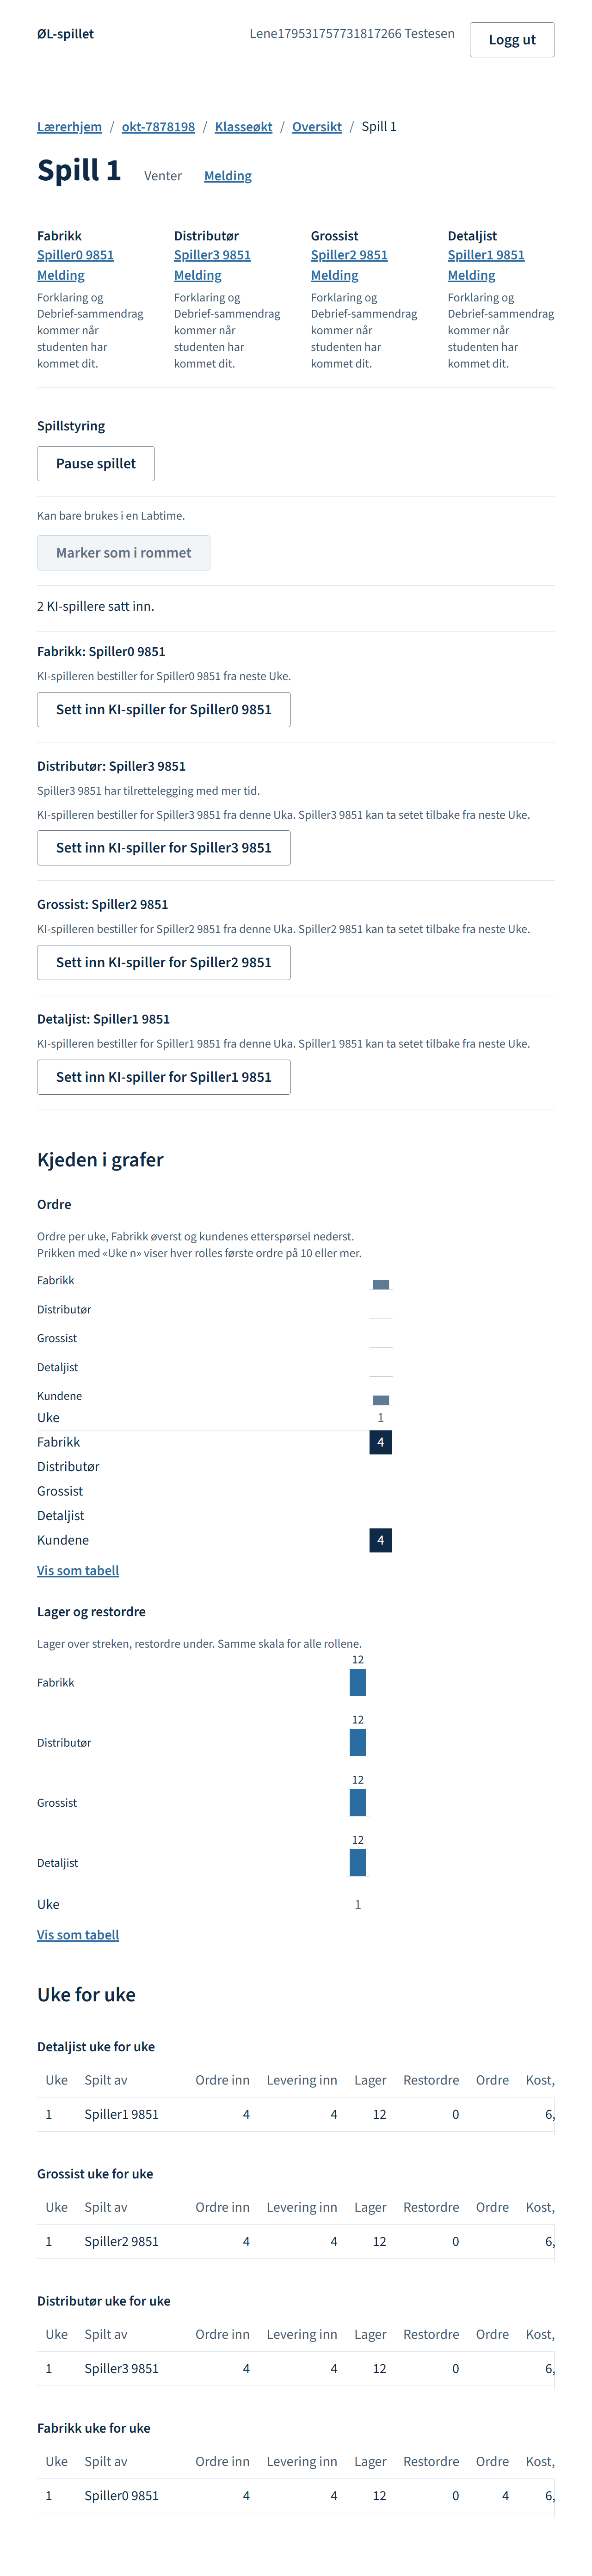 ØL-spillet
Lene179531757731817266 Testesen
Logg ut
Lærerhjem / okt-7878198 / Klasseøkt / Oversikt / Spill 1
Spill 1 Venter Melding
Fabrikk Distributør Grossist Detaljist
Spiller0 9851 Spiller3 9851 Spiller2 9851 Spiller1 9851
Melding Melding Melding Melding
Forklaring og Forklaring og Forklaring og Forklaring og
Debrief-sammendrag Debrief-sammendrag Debrief-sammendrag Debrief-sammendrag
kommer når kommer når kommer når kommer når
studenten har studenten har studenten har studenten har
kommet dit. kommet dit. kommet dit. kommet dit.
Spillstyring
Pause spillet
Kan bare brukes i en Labtime.
Marker som i rommet
2 KI-spillere satt inn.
Fabrikk: Spiller0 9851
KI-spilleren bestiller for Spiller0 9851 fra neste Uke.
Sett inn KI-spiller for Spiller0 9851
Distributør: Spiller3 9851
Spiller3 9851 har tilrettelegging med mer tid.
KI-spilleren bestiller for Spiller3 9851 fra denne Uka. Spiller3 9851 kan ta setet tilbake fra neste Uke.
Sett inn KI-spiller for Spiller3 9851
Grossist: Spiller2 9851
KI-spilleren bestiller for Spiller2 9851 fra denne Uka. Spiller2 9851 kan ta setet tilbake fra neste Uke.
Sett inn KI-spiller for Spiller2 9851
Detaljist: Spiller1 9851
KI-spilleren bestiller for Spiller1 9851 fra denne Uka. Spiller1 9851 kan ta setet tilbake fra neste Uke.
Sett inn KI-spiller for Spiller1 9851
Kjeden i grafer
Ordre
Ordre per uke, Fabrikk øverst og kundenes etterspørsel nederst.
Prikken med «Uke n» viser hver rolles første ordre på 10 eller mer.
Fabrikk
Distributør
Grossist
Detaljist
Kundene
Uke 1
Fabrikk 4
Distributør
Grossist
Detaljist
Kundene 4
Vis som tabell
Lager og restordre
Lager over streken, restordre under. Samme skala for alle rollene.
12
Fabrikk
12
Distributør
12
Grossist
12
Detaljist
Uke 1
Vis som tabell
Uke for uke
Detaljist uke for uke
Uke Spilt av Ordre inn Levering inn Lager Restordre Ordre Kost,
1 Spiller1 9851 4 4 12 0 6,
Grossist uke for uke
Uke Spilt av Ordre inn Levering inn Lager Restordre Ordre Kost,
1 Spiller2 9851 4 4 12 0 6,
Distributør uke for uke
Uke Spilt av Ordre inn Levering inn Lager Restordre Ordre Kost,
1 Spiller3 9851 4 4 12 0 6,
Fabrikk uke for uke
Uke Spilt av Ordre inn Levering inn Lager Restordre Ordre Kost,
1 Spiller0 9851 4 4 12 0 4 6,